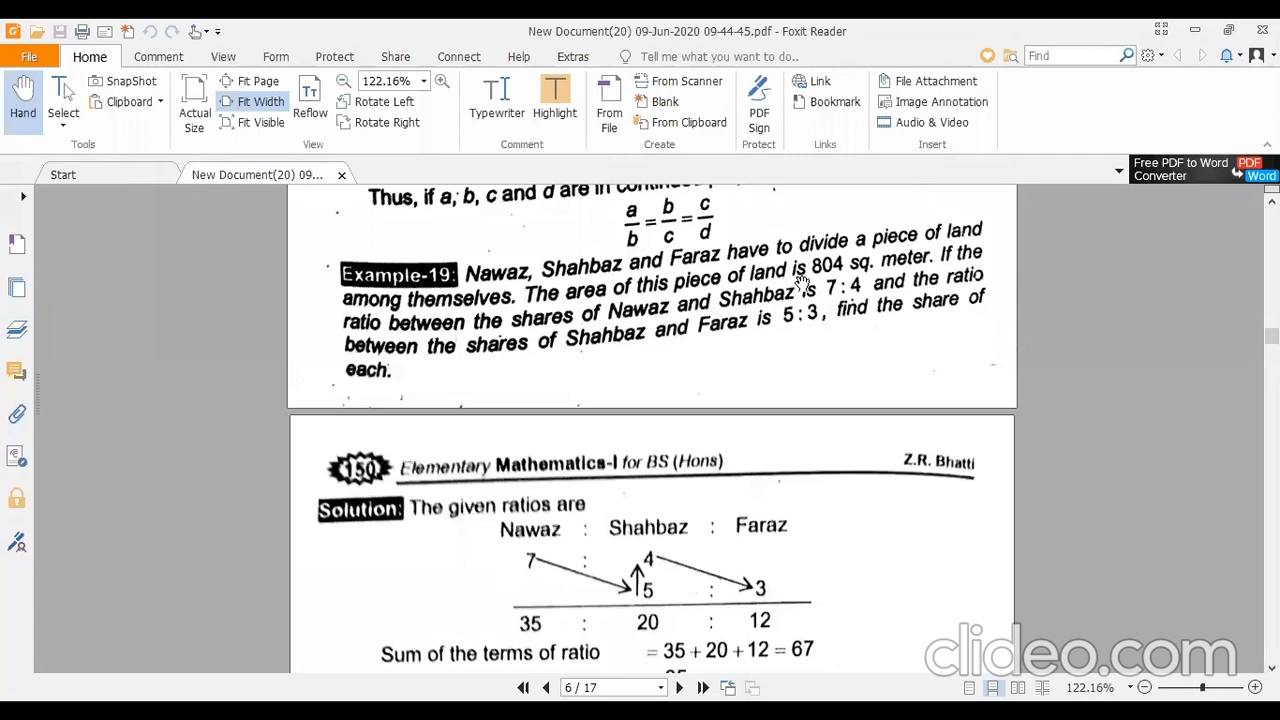 New Document(20) 09-Jun-2020 09-44-45.pdf - Foxit Reader
File Home Comment View Form Protect Share Connect Help Extras Tell me what you want to do.. Find
Hand
Select
SnapShot
Clipboard
Tools
Actual Size
Fit Page
Fit Width
Fit Visible
Reflow
122.16%
Rotate Left
Rotate Right
View
Typewriter
Highlight
Comment
From File
From Scanner
Blank
From Clipboard
Create
PDF Sign
Protect
Link
Bookmark
Links
File Attachment
Image Annotation
Audio & Video
Insert
Start
New Document(20) 09...
Free PDF to Word Converter
PDF
Word
Thus, if a, b, c and d are in
a/b = b/c = c/d
Example-19: Nawaz, Shahbaz and Faraz have to divide a piece of land
among themselves. The area of this piece of land is 804 sq. meter. If the
ratio between the shares of Nawaz and Shahbaz is 7 : 4 and the ratio
between the shares of Shahbaz and Faraz is 5 : 3, find the share of
each.
150 Elementary Mathematics-I for BS (Hons) Z.R. Bhatti
Solution: The given ratios are
Nawaz : Shahbaz : Faraz
7 : 4
5 : 3
35 : 20 : 12
Sum of the terms of ratio = 35 + 20 + 12 = 67
clideo.com
6 / 17
122.16%